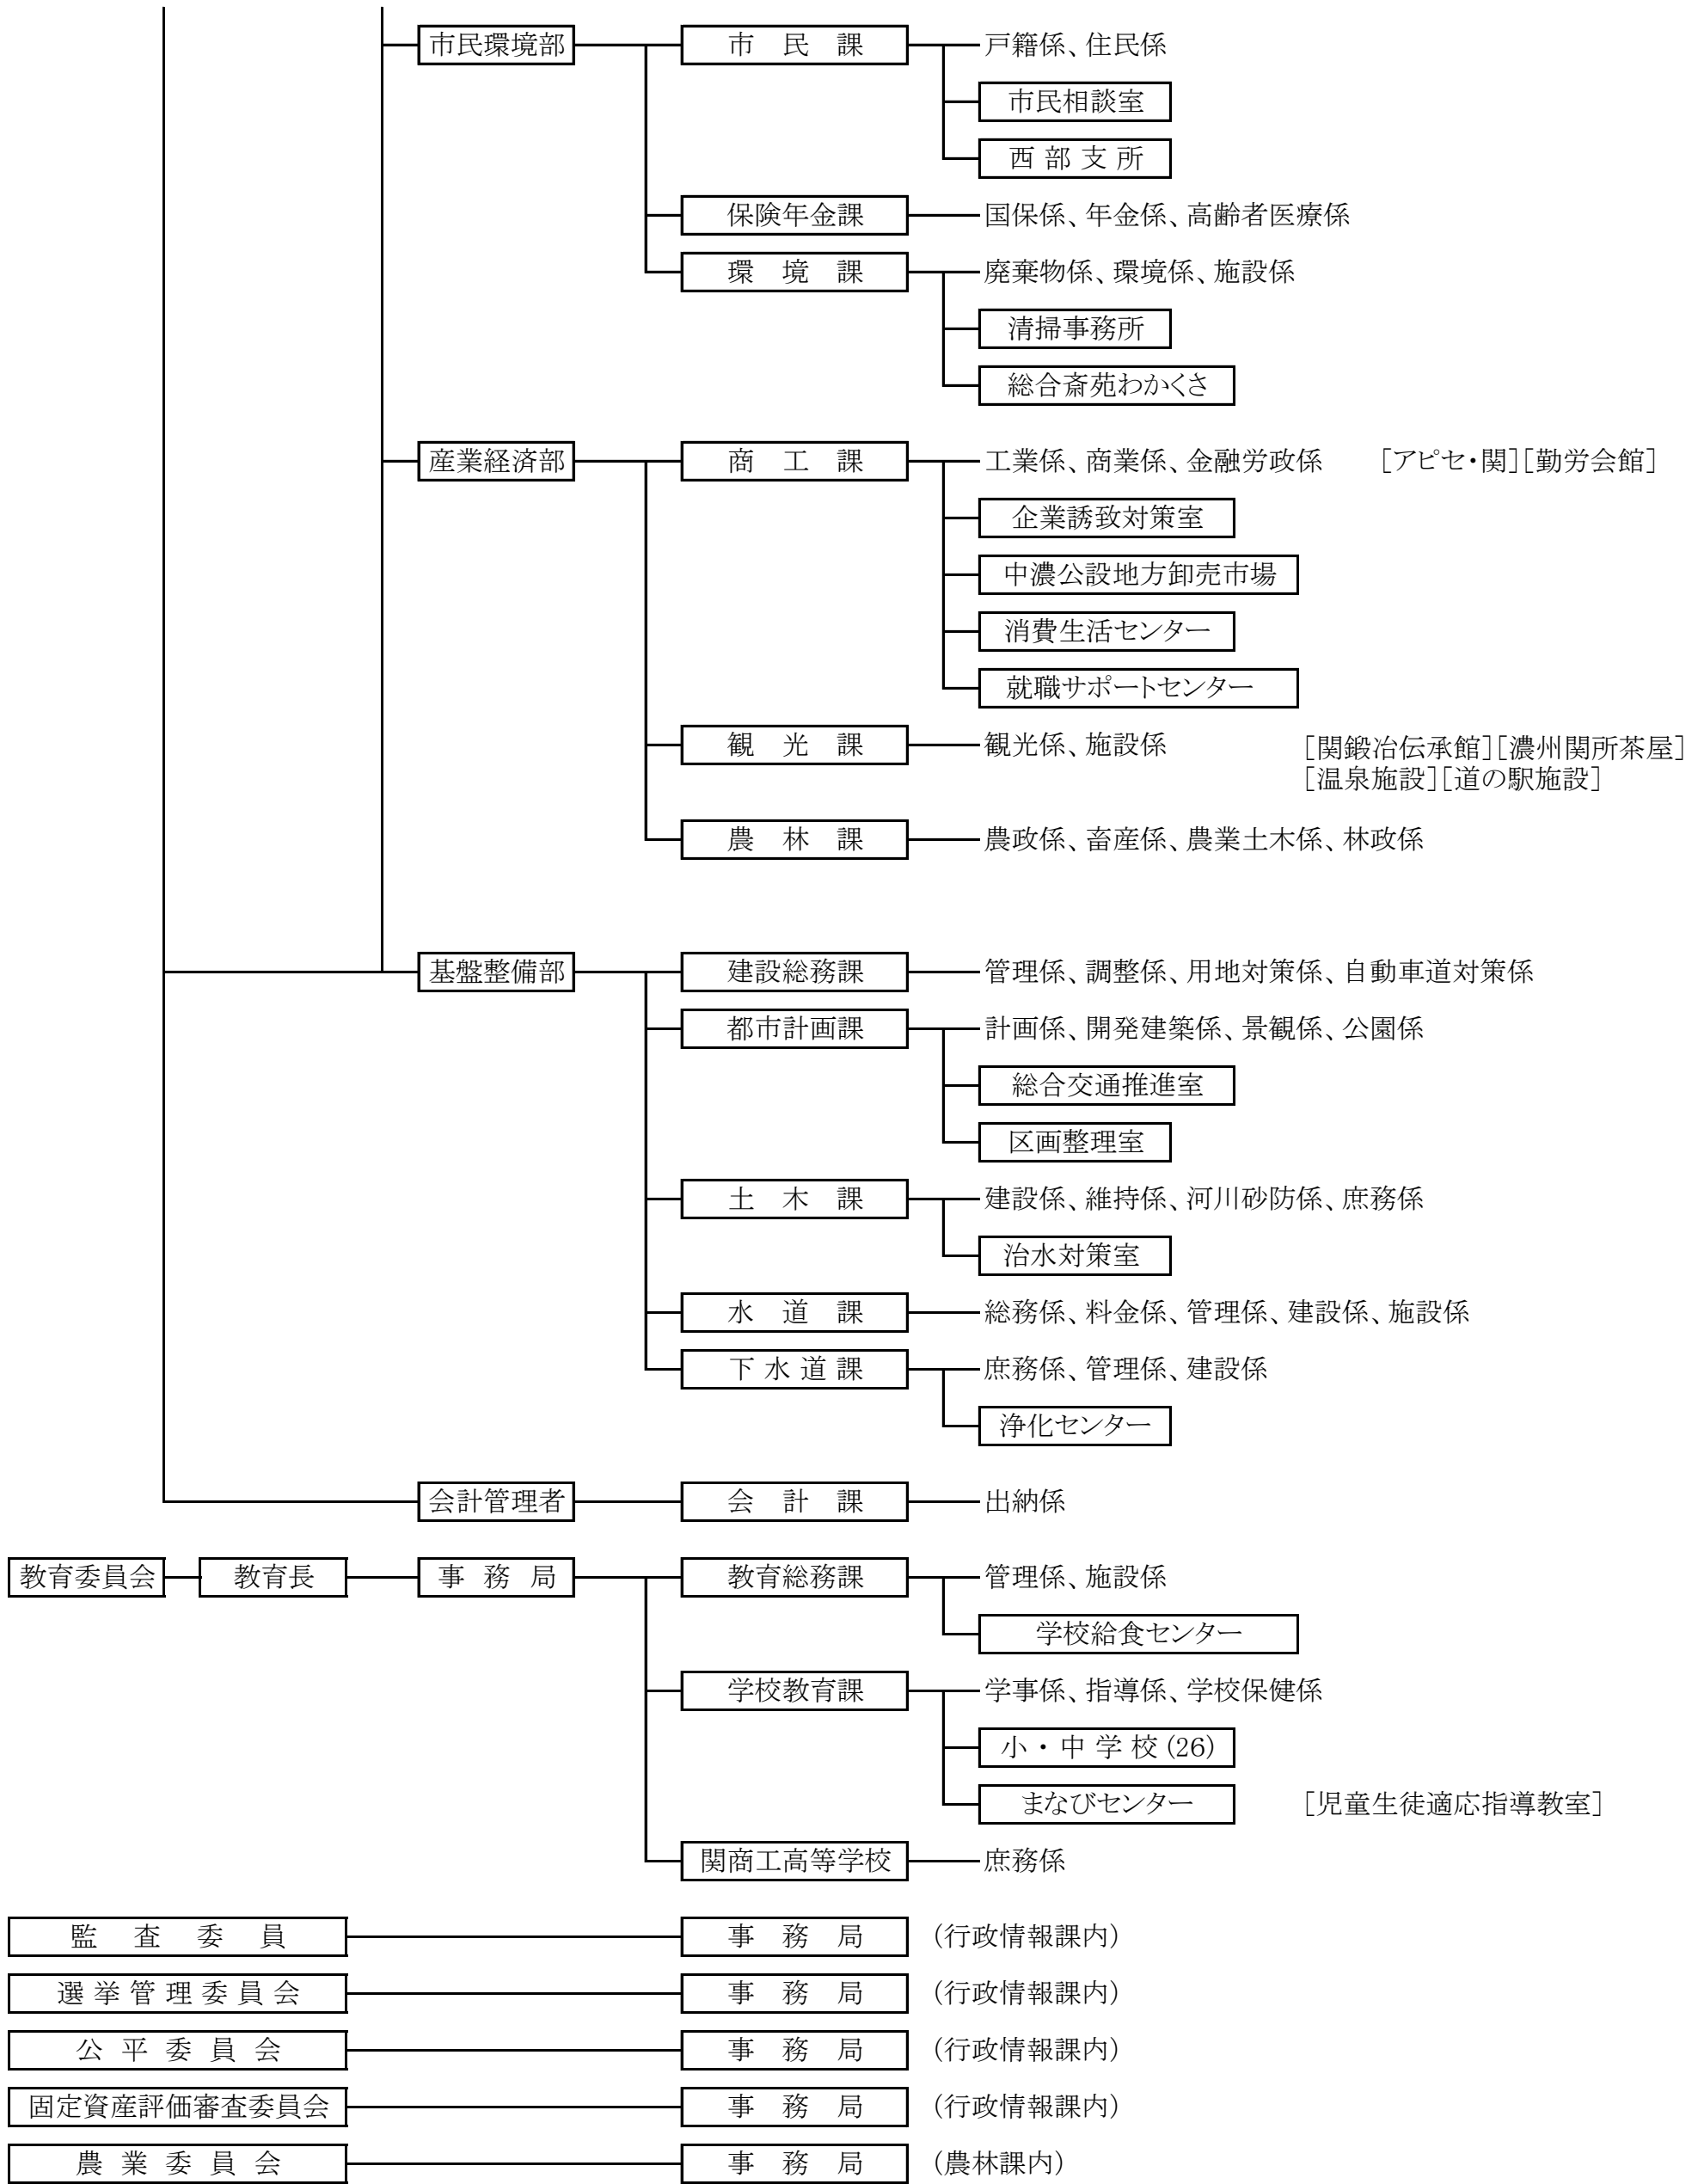 市民環境部 市民課 戸籍係、住民係
市民相談室
西部支所
保険年金課 国保係、年金係、高齢者医療係
環境課 廃棄物係、環境係、施設係
清掃事務所
総合斎苑わかくさ
産業経済部 商工課 工業係、商業係、金融労政係 [アピセ・関][勤労会館]
企業誘致対策室
中濃公設地方卸売市場
消費生活センター
就職サポートセンター
観光課 観光係、施設係 [関鍛冶伝承館][濃州関所茶屋]
[温泉施設][道の駅施設]
農林課 農政係、畜産係、農業土木係、林政係
基盤整備部 建設総務課 管理係、調整係、用地対策係、自動車道対策係
都市計画課 計画係、開発建築係、景観係、公園係
総合交通推進室
区画整理室
土木課 建設係、維持係、河川砂防係、庶務係
治水対策室
水道課 総務係、料金係、管理係、建設係、施設係
下水道課 庶務係、管理係、建設係
浄化センター
会計管理者 会計課 出納係
教育委員会 教育長 事務局 教育総務課 管理係、施設係
学校給食センター
学校教育課 学事係、指導係、学校保健係
小・中学校(26)
まなびセンター [児童生徒適応指導教室]
関商工高等学校 庶務係
監査委員 事務局 (行政情報課内)
選挙管理委員会 事務局 (行政情報課内)
公平委員会 事務局 (行政情報課内)
固定資産評価審査委員会 事務局 (行政情報課内)
農業委員会 事務局 (農林課内)